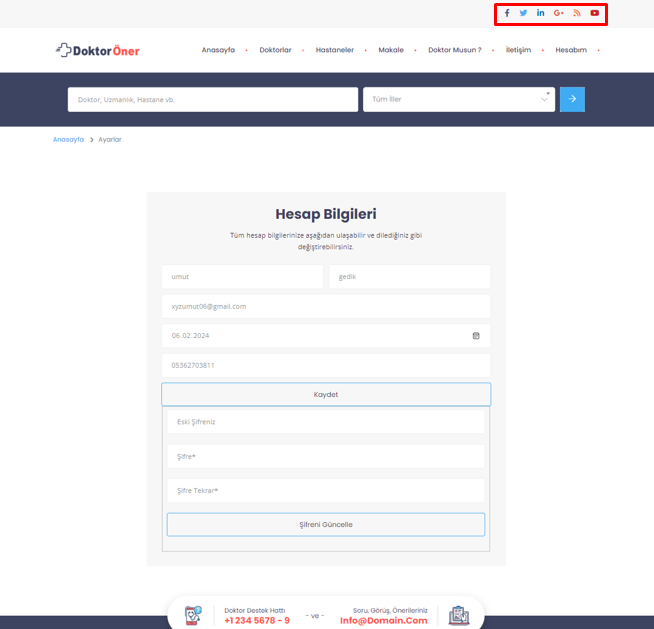 G+
DoktorÖner
Anasayfa • Doktorlar • Hastaneler • Makale • Doktor Musun ? • İletişim • Hesabım •
Doktor, Uzmanlık, Hastane vb.
Tüm İller
Anasayfa > Ayarlar
Hesap Bilgileri
Tüm hesap bilgilerinize aşağıdan ulaşabilir ve dilediğiniz gibi
değiştirebilirsiniz.
umut
gedik
xyzumut06@gmail.com
06.02.2024
05362703811
Kaydet
Eski Şifreniz
Şifre*
Şifre Tekrar*
Şifreni Güncelle
Doktor Destek Hattı
+1 234 5678 - 9
- ve -
Soru, Görüş, Önerileriniz
Info@Domain.Com